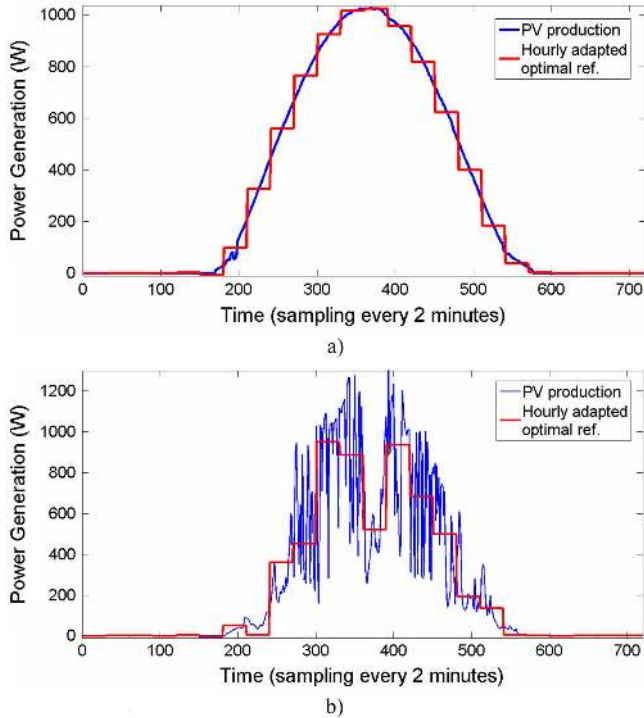 1000
800
600
400
200
0
Power Generation (W)
PV production
Hourly adapted
optimal ref.
0 100 200 300 400 500 600 700
Time (sampling every 2 minutes)
a)
1200
1000
800
600
400
200
0
Power Generation (W)
PV production
Hourly adapted
optimal ref.
0 100 200 300 400 500 600 700
Time (sampling every 2 minutes)
b)